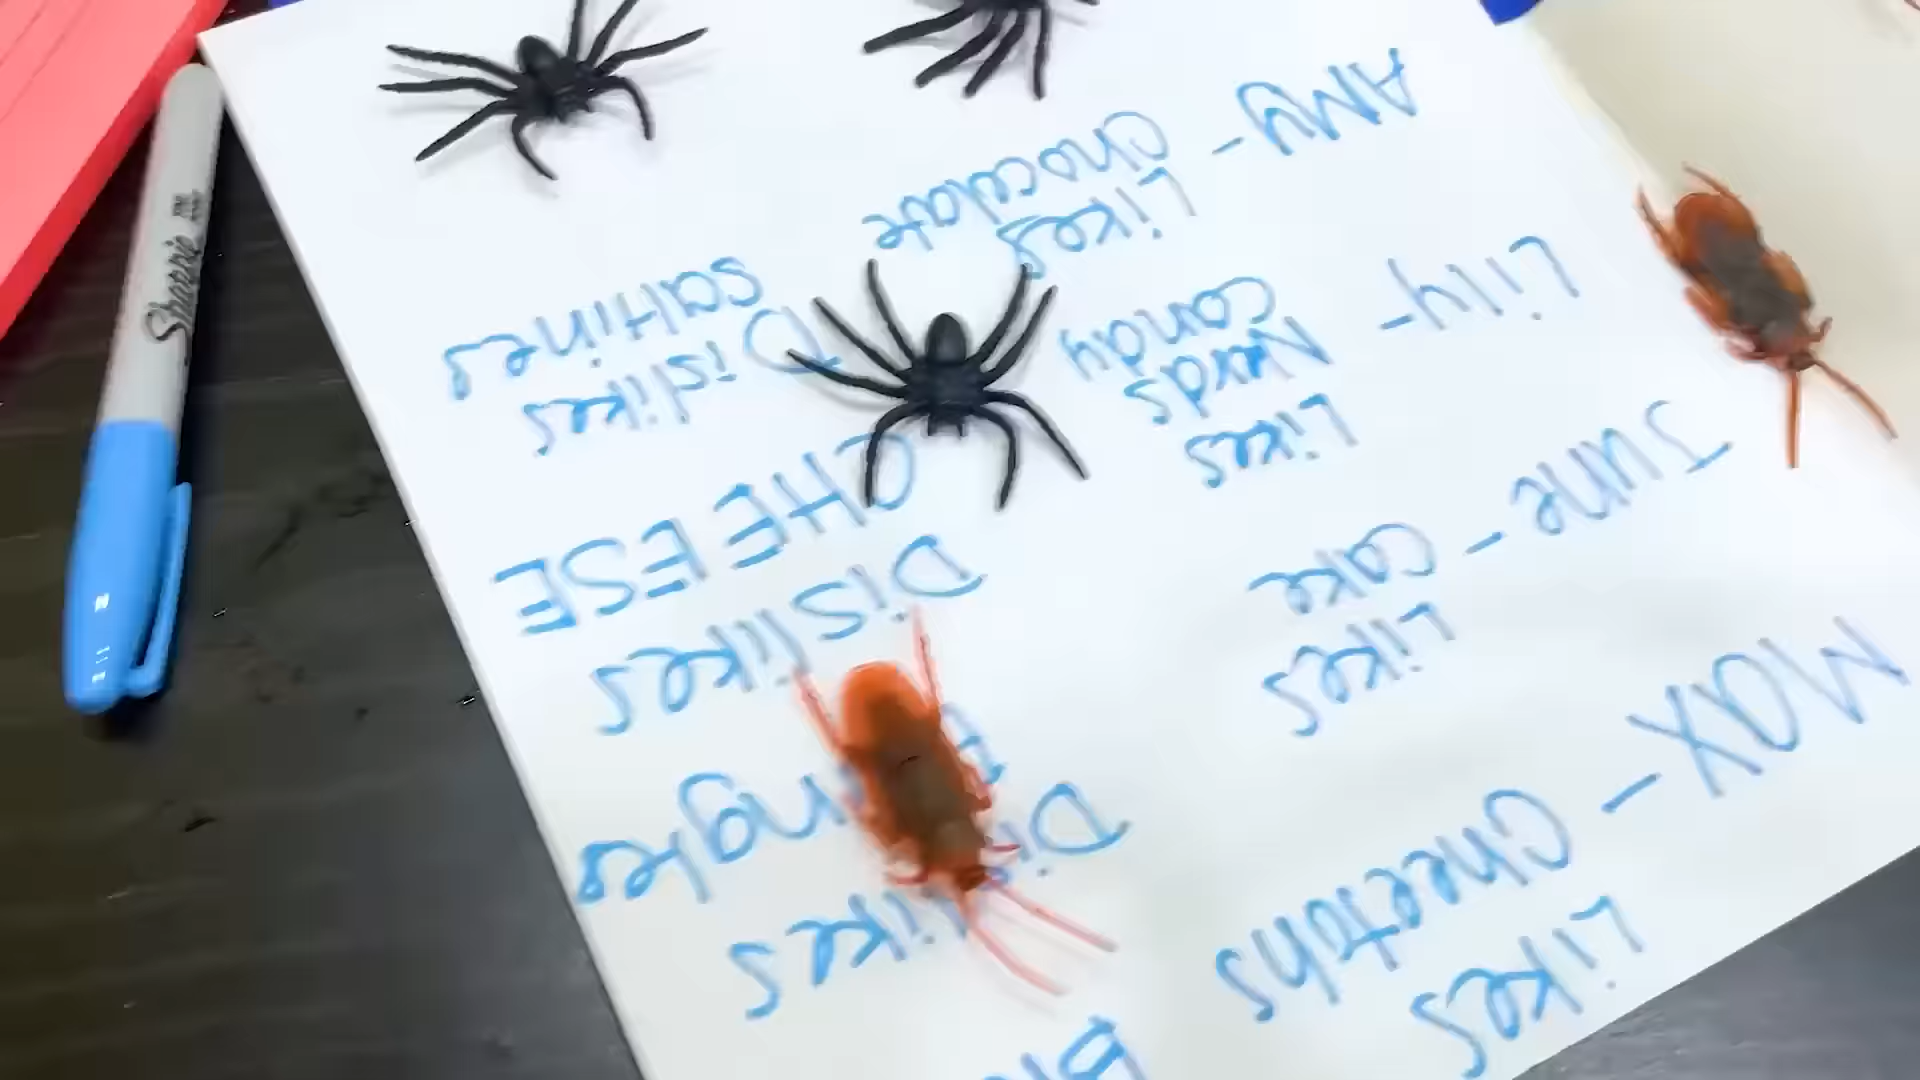 Likes
Max – Cheetahs
Dislikes
Likes
June – cake
Dislikes
CHEESE
Likes
Nerds
Lily – candy
Dislikes
saltines
Likes
AMy – Chocolate
Sharpie